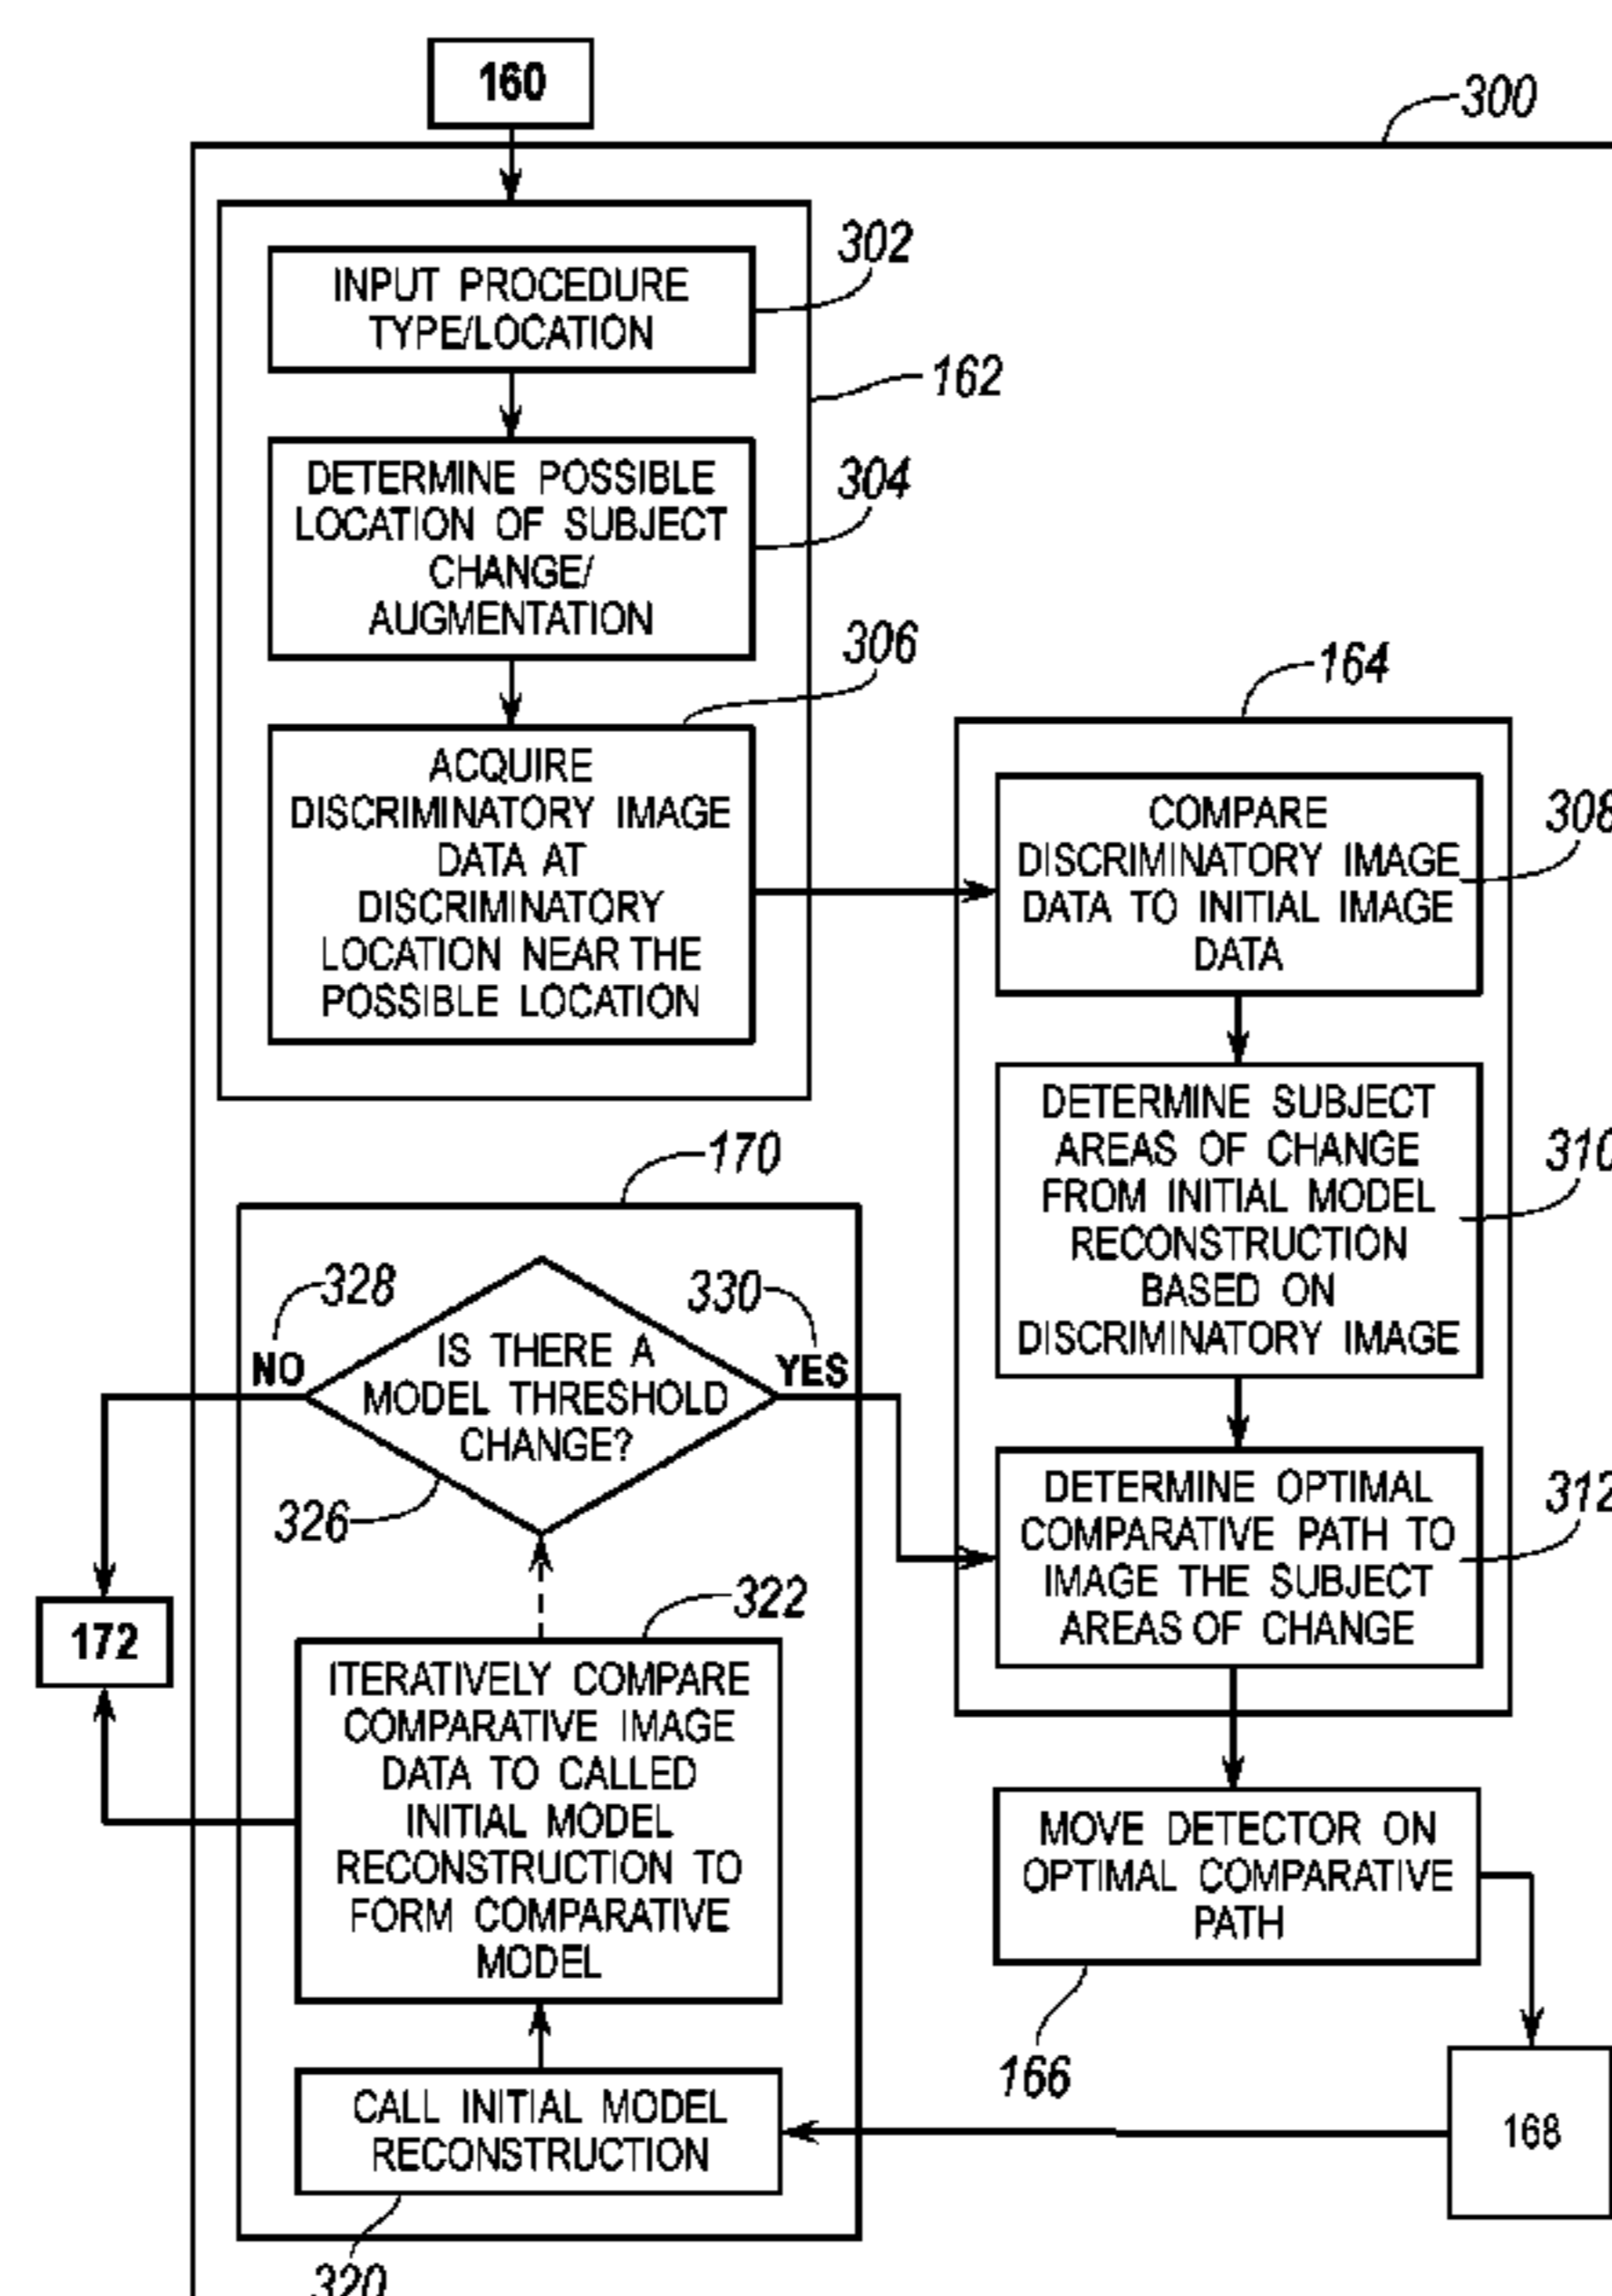 160
300
INPUT PROCEDURE
TYPE/LOCATION
302
162
DETERMINE POSSIBLE
LOCATION OF SUBJECT
CHANGE/
AUGMENTATION
304
306
ACQUIRE
DISCRIMINATORY IMAGE
DATA AT
DISCRIMINATORY
LOCATION NEAR THE
POSSIBLE LOCATION
164
COMPARE
DISCRIMINATORY IMAGE
DATA TO INITIAL IMAGE
DATA
308
DETERMINE SUBJECT
AREAS OF CHANGE
FROM INITIAL MODEL
RECONSTRUCTION
BASED ON
DISCRIMINATORY IMAGE
310
DETERMINE OPTIMAL
COMPARATIVE PATH TO
IMAGE THE SUBJECT
AREAS OF CHANGE
312
MOVE DETECTOR ON
OPTIMAL COMPARATIVE
PATH
166
168
170
328
330
NO
YES
IS THERE A
MODEL THRESHOLD
CHANGE?
326
172
322
ITERATIVELY COMPARE
COMPARATIVE IMAGE
DATA TO CALLED
INITIAL MODEL
RECONSTRUCTION TO
FORM COMPARATIVE
MODEL
CALL INITIAL MODEL
RECONSTRUCTION
320